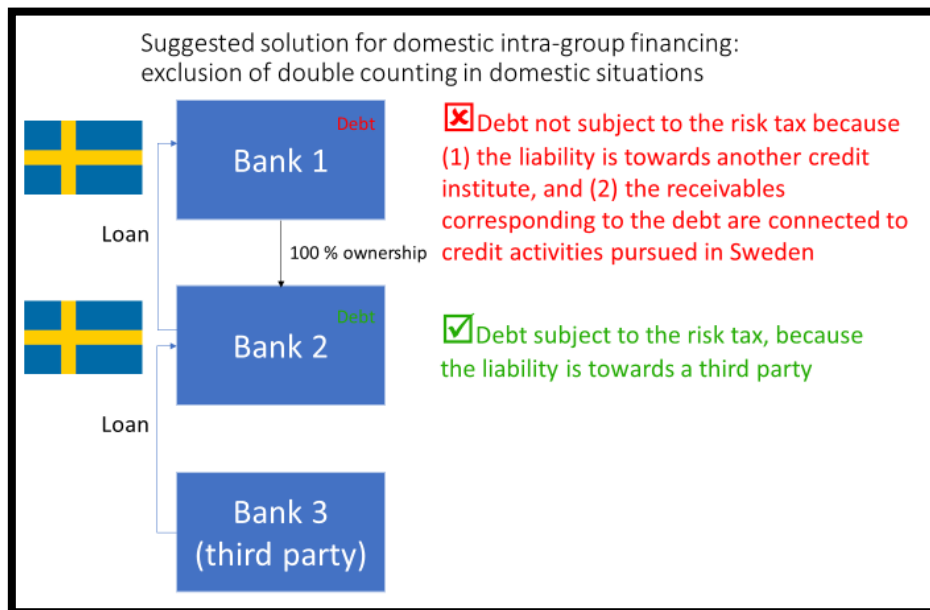 Suggested solution for domestic intra-group financing:
exclusion of double counting in domestic situations
Debt
Bank 1
Debt not subject to the risk tax because
(1) the liability is towards another credit
institute, and (2) the receivables
corresponding to the debt are connected to
credit activities pursued in Sweden
Loan
100 % ownership
Debt
Bank 2
Debt subject to the risk tax, because
the liability is towards a third party
Loan
Bank 3
(third party)